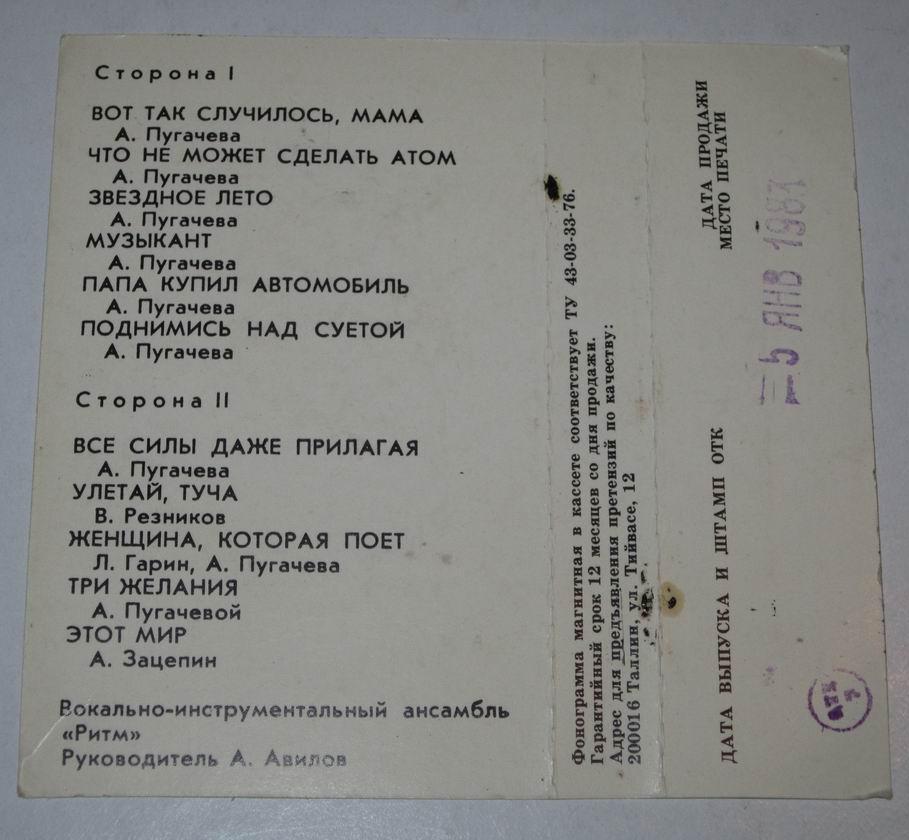 Сторона I
ВОТ ТАК СЛУЧИЛОСЬ, МАМА
А. Пугачева
ЧТО НЕ МОЖЕТ СДЕЛАТЬ АТОМ
А. Пугачева
ЗВЕЗДНОЕ ЛЕТО
А. Пугачева
МУЗЫКАНТ
А. Пугачева
ПАПА КУПИЛ АВТОМОБИЛЬ
А. Пугачева
ПОДНИМИСЬ НАД СУЕТОЙ
А. Пугачева
Сторона II
ВСЕ СИЛЫ ДАЖЕ ПРИЛАГАЯ
А. Пугачева
УЛЕТАЙ, ТУЧА
В. Резников
ЖЕНЩИНА, КОТОРАЯ ПОЕТ
Л. Гарин, А. Пугачева
ТРИ ЖЕЛАНИЯ
А. Пугачевой
ЭТОТ МИР
А. Зацепин
Вокально-инструментальный ансамбль
«Ритм»
Руководитель А. Авилов
Фонограмма магнитная в кассете соответствует ТУ 43-03-33-76.
Гарантийный срок 12 месяцев со дня продажи.
Адрес для предъявления претензий по качеству:
200016 Таллин, ул. Тийвасе, 12
ДАТА ПРОДАЖИ
МЕСТО ПЕЧАТИ
ДАТА ВЫПУСКА И ШТАМП ОТК
5 ЯНВ 1987
ОТК
7